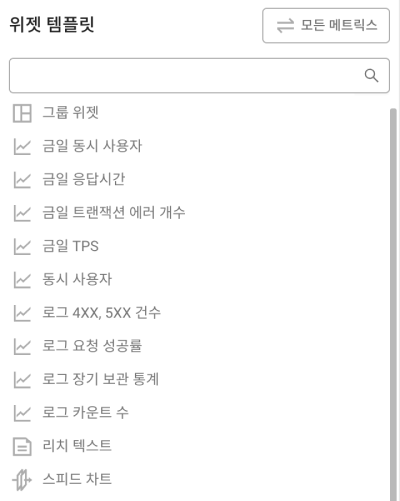 위젯 템플릿
모든 메트릭스
그룹 위젯
금일 동시 사용자
금일 응답시간
금일 트랜잭션 에러 개수
금일 TPS
동시 사용자
로그 4XX, 5XX 건수
로그 요청 성공률
로그 장기 보관 통계
로그 카운트 수
리치 텍스트
스피드 차트